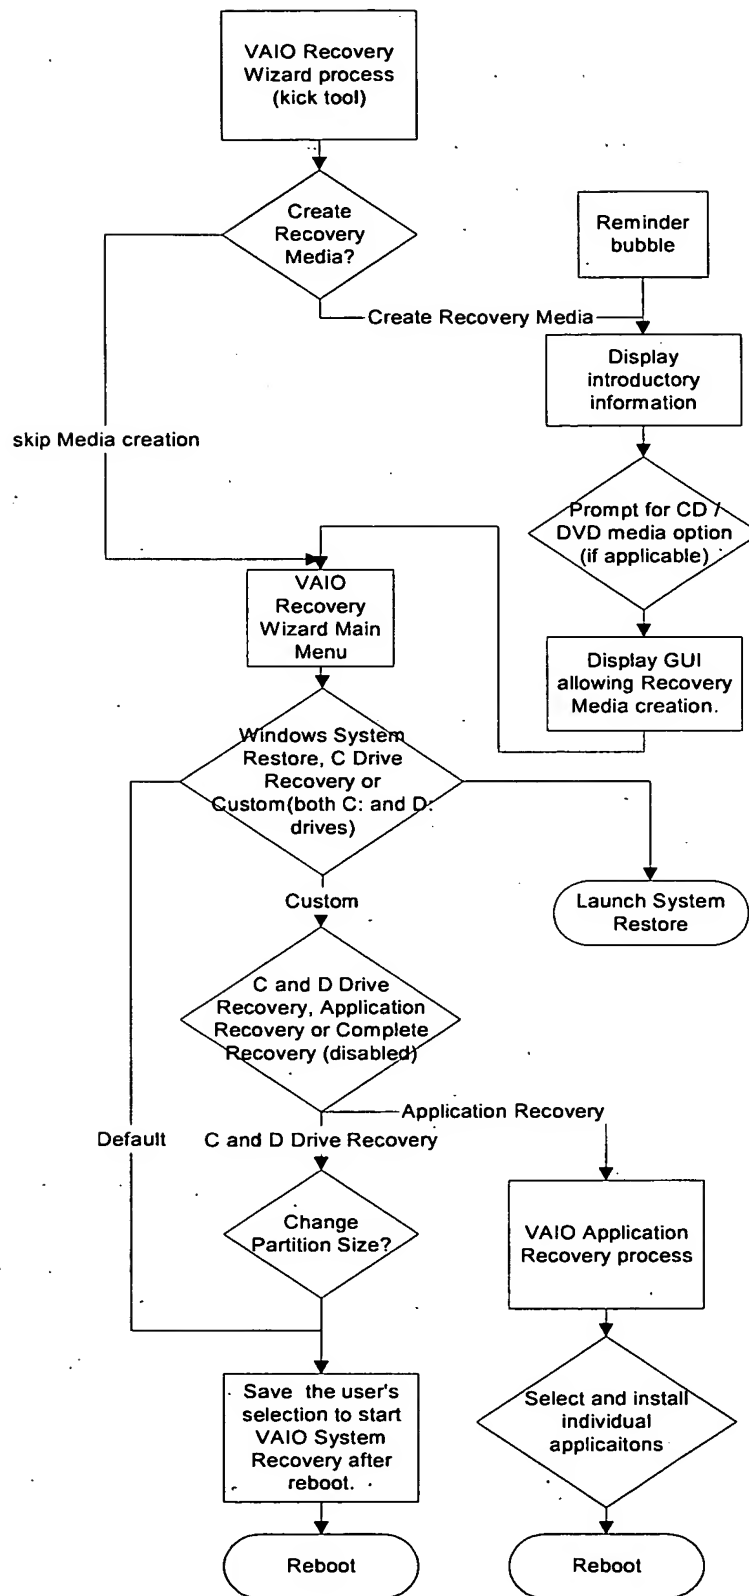 VAIO Recovery
Wizard process
(kick tool)
Create
Recovery
Media?
Reminder
bubble
Create Recovery Media
Display
introductory
information
skip Media creation
Prompt for CD /
DVD media option
(if applicable)
VAIO
Recovery
Wizard Main
Menu
Display GUI
allowing Recovery
Media creation.
Windows System
Restore, C Drive
Recovery or
Custom(both C: and D:
drives)
Launch System
Restore
Custom
C and D Drive
Recovery, Application
Recovery or Complete
Recovery (disabled)
Application Recovery
Default
C and D Drive Recovery
Change
Partition Size?
VAIO Application
Recovery process
Save the user's
selection to start
VAIO System
Recovery after
reboot.
Select and install
individual
applicaitons
Reboot
Reboot